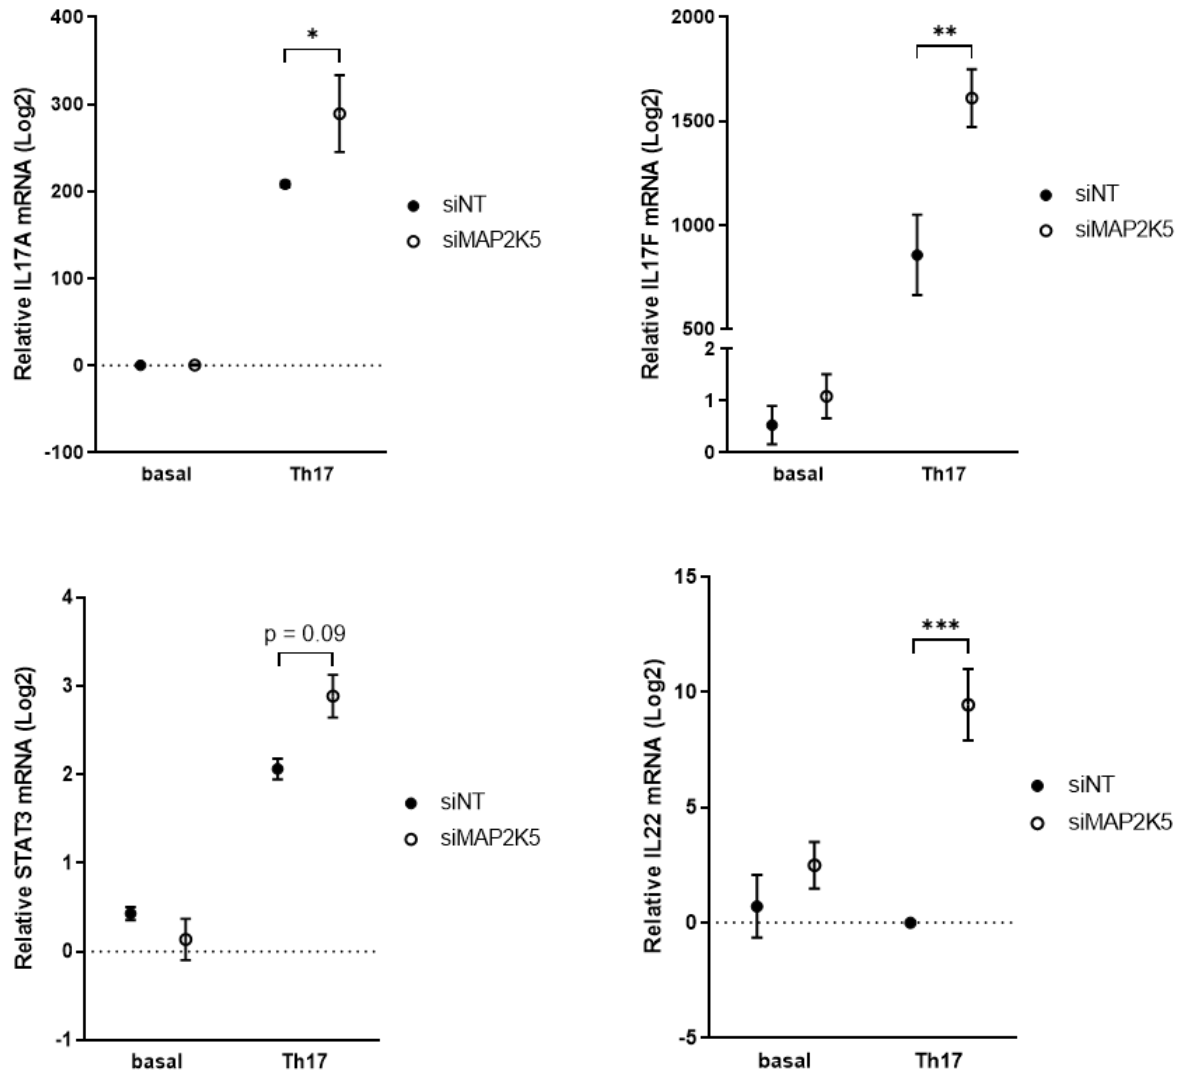 400
300
200
100
0
-100
Relative IL17A mRNA (Log2)
*
basal
Th17
siNT
siMAP2K5
2000
1500
1000
500
2
1
0
Relative IL17F mRNA (Log2)
**
basal
Th17
siNT
siMAP2K5
4
3
2
1
0
-1
Relative STAT3 mRNA (Log2)
p = 0.09
basal
Th17
siNT
siMAP2K5
15
10
5
0
-5
Relative IL22 mRNA (Log2)
***
basal
Th17
siNT
siMAP2K5